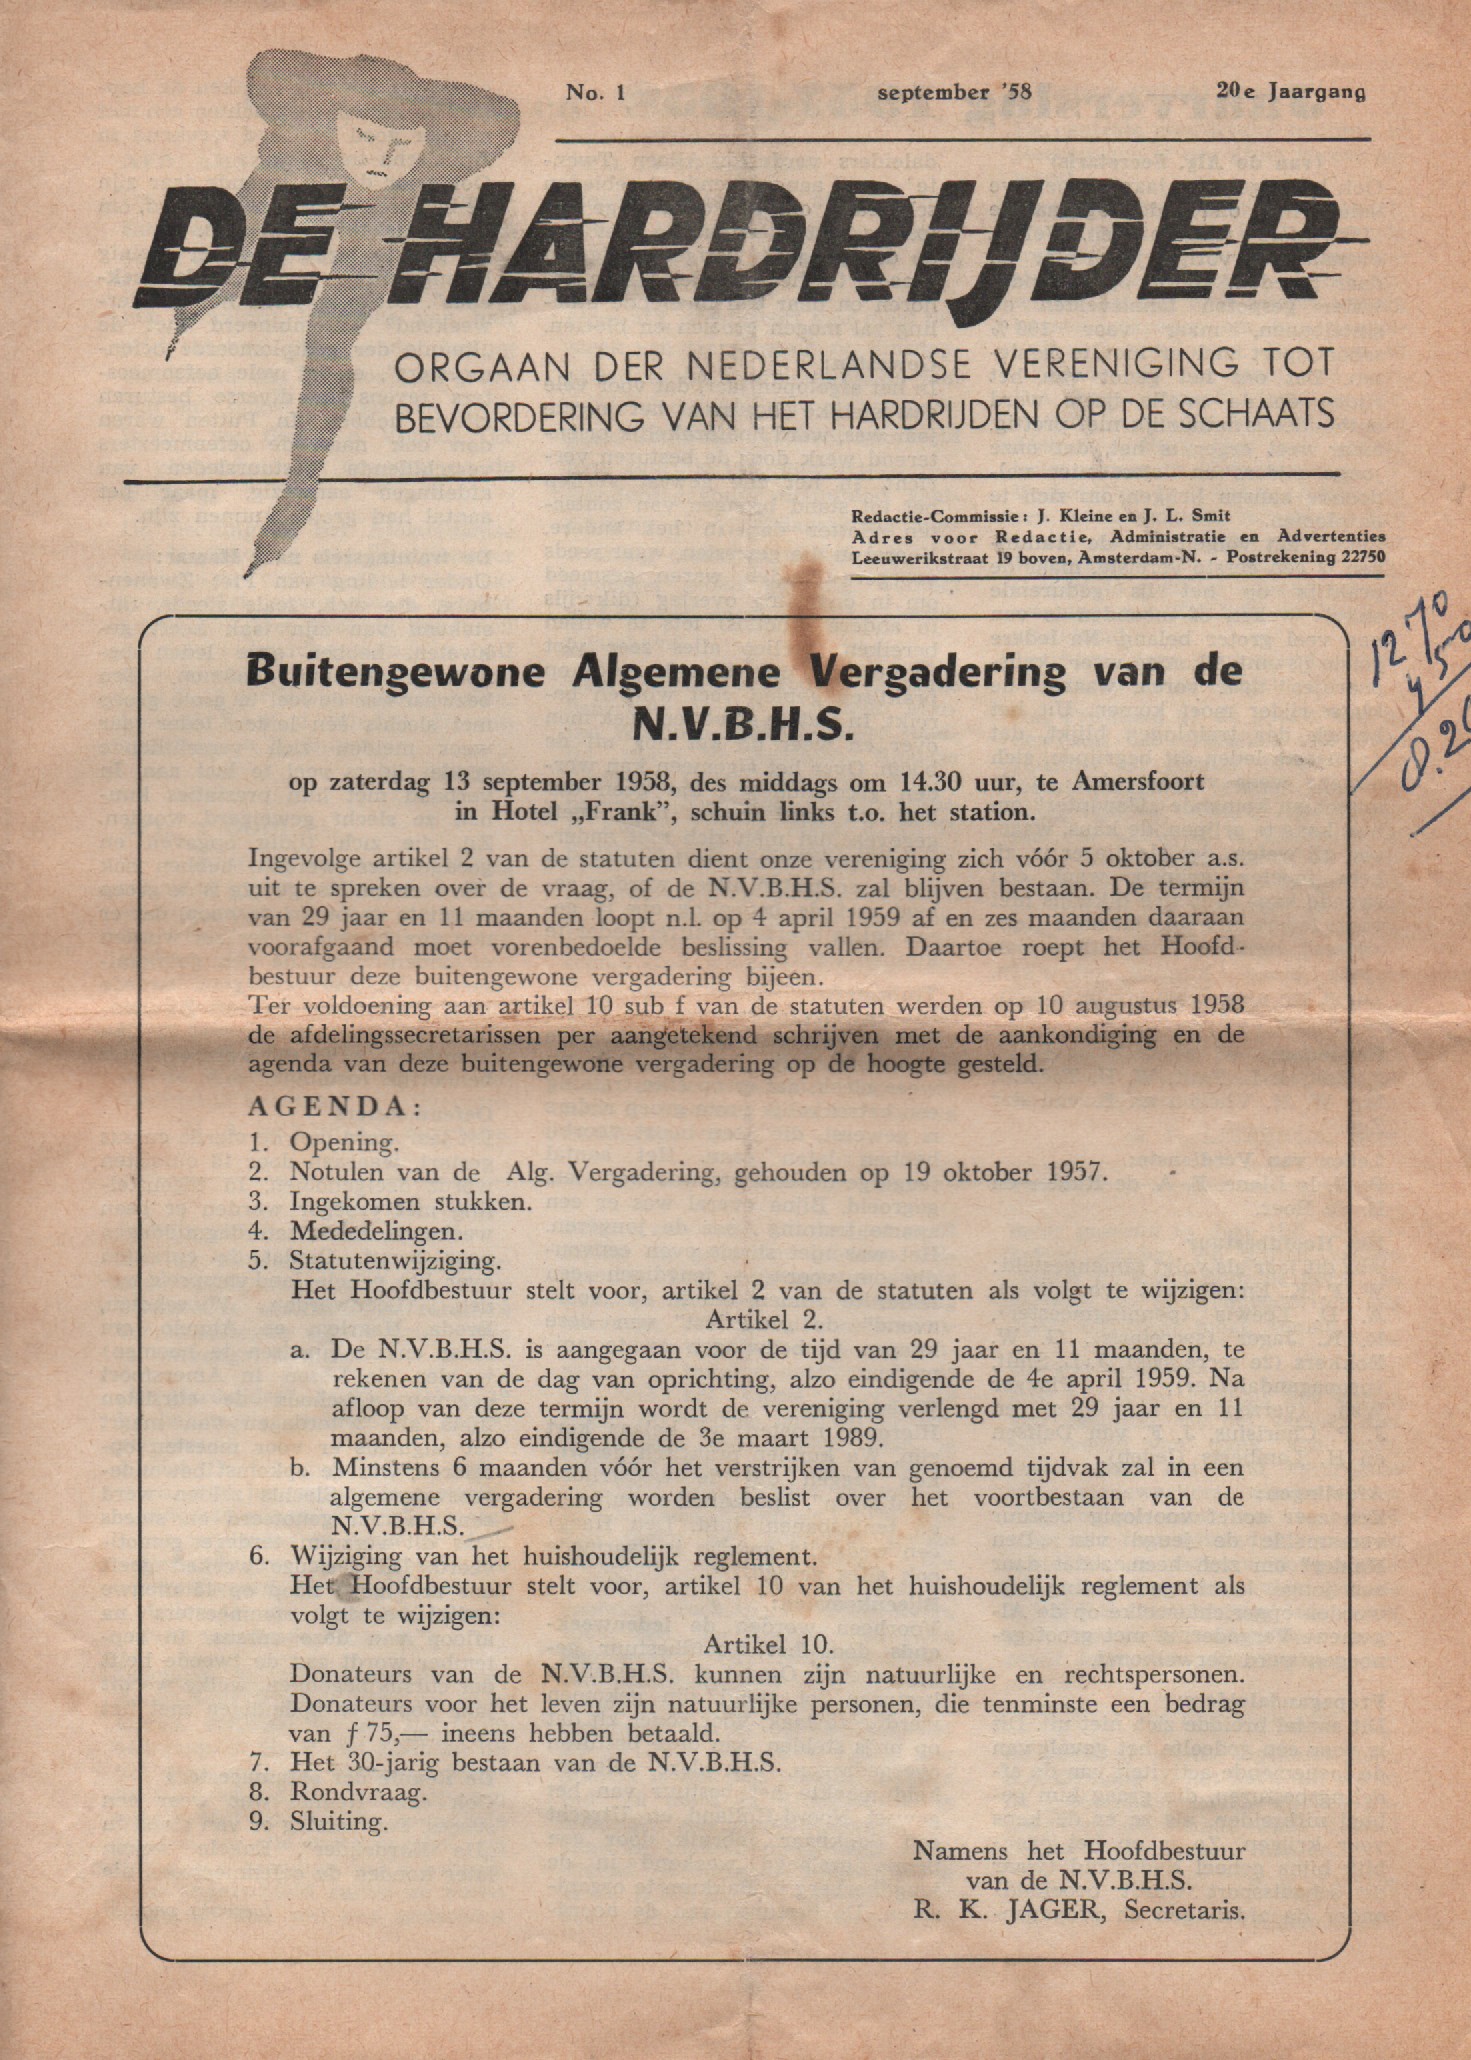 No. 1 september '58 20e Jaargang
DE HARDRIJDER
ORGAAN DER NEDERLANDSE VERENIGING TOT
BEVORDERING VAN HET HARDRIJDEN OP DE SCHAATS
Redactie-Commissie: J. Kleine en J. L. Smit
Adres voor Redactie, Administratie en Advertenties
Leeuwerikstraat 19 boven, Amsterdam-N. - Postrekening 22750
12 70
4 50
8.20
Buitengewone Algemene Vergadering van de
N.V.B.H.S.
op zaterdag 13 september 1958, des middags om 14.30 uur, te Amersfoort
in Hotel „Frank”, schuin links t.o. het station.
Ingevolge artikel 2 van de statuten dient onze vereniging zich vóór 5 oktober a.s.
uit te spreken over de vraag, of de N.V.B.H.S. zal blijven bestaan. De termijn
van 29 jaar en 11 maanden loopt n.l. op 4 april 1959 af en zes maanden daaraan
voorafgaand moet vorenbedoelde beslissing vallen. Daartoe roept het Hoofd-
bestuur deze buitengewone vergadering bijeen.
Ter voldoening aan artikel 10 sub f van de statuten werden op 10 augustus 1958
de afdelingssecretarissen per aangetekend schrijven met de aankondiging en de
agenda van deze buitengewone vergadering op de hoogte gesteld.
AGENDA:
1. Opening.
2. Notulen van de Alg. Vergadering, gehouden op 19 oktober 1957.
3. Ingekomen stukken.
4. Mededelingen.
5. Statutenwijziging.
Het Hoofdbestuur stelt voor, artikel 2 van de statuten als volgt te wijzigen:
Artikel 2.
a. De N.V.B.H.S. is aangegaan voor de tijd van 29 jaar en 11 maanden, te
rekenen van de dag van oprichting, alzo eindigende de 4e april 1959. Na
afloop van deze termijn wordt de vereniging verlengd met 29 jaar en 11
maanden, alzo eindigende de 3e maart 1989.
b. Minstens 6 maanden vóór het verstrijken van genoemd tijdvak zal in een
algemene vergadering worden beslist over het voortbestaan van de
N.V.B.H.S.
6. Wijziging van het huishoudelijk reglement.
Het Hoofdbestuur stelt voor, artikel 10 van het huishoudelijk reglement als
volgt te wijzigen:
Artikel 10.
Donateurs van de N.V.B.H.S. kunnen zijn natuurlijke en rechtspersonen.
Donateurs voor het leven zijn natuurlijke personen, die tenminste een bedrag
van ƒ 75,— ineens hebben betaald.
7. Het 30-jarig bestaan van de N.V.B.H.S.
8. Rondvraag.
9. Sluiting.
Namens het Hoofdbestuur
van de N.V.B.H.S.
R. K. JAGER, Secretaris.